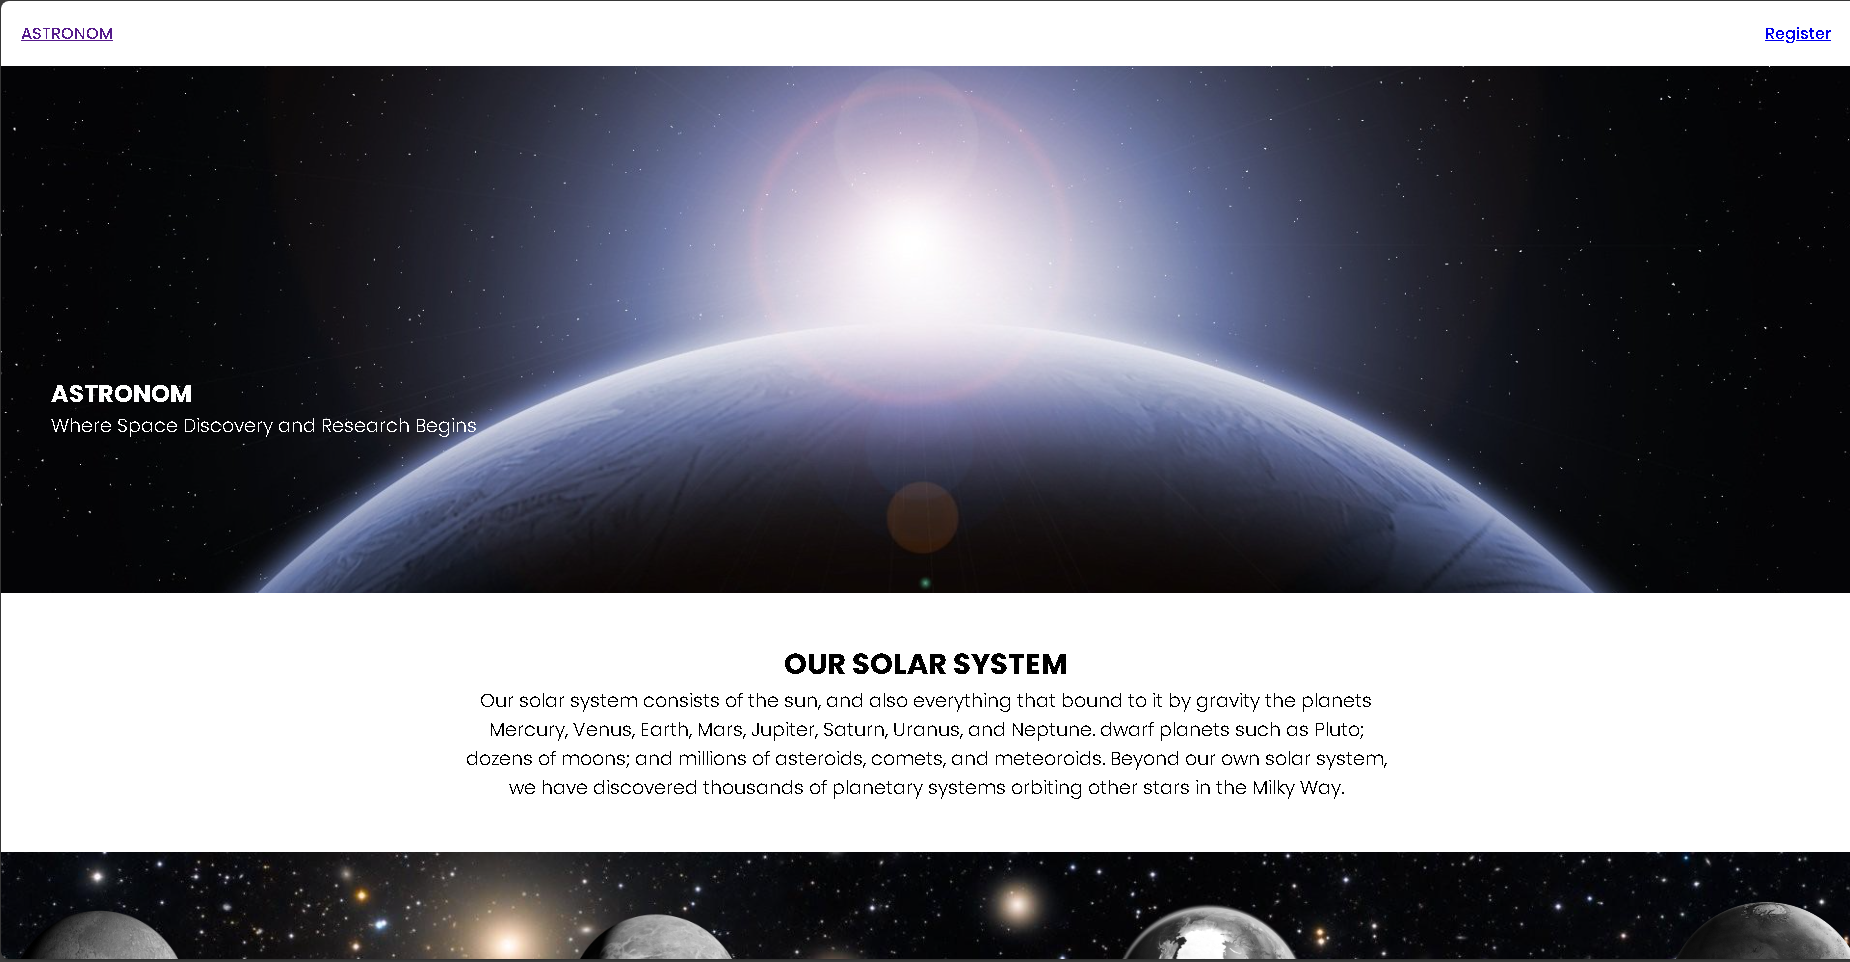 ASTRONOM
Register
ASTRONOM
Where Space Discovery and Research Begins
OUR SOLAR SYSTEM
Our solar system consists of the sun, and also everything that bound to it by gravity the planets
Mercury, Venus, Earth, Mars, Jupiter, Saturn, Uranus, and Neptune. dwarf planets such as Pluto;
dozens of moons; and millions of asteroids, comets, and meteoroids. Beyond our own solar system,
we have discovered thousands of planetary systems orbiting other stars in the Milky Way.